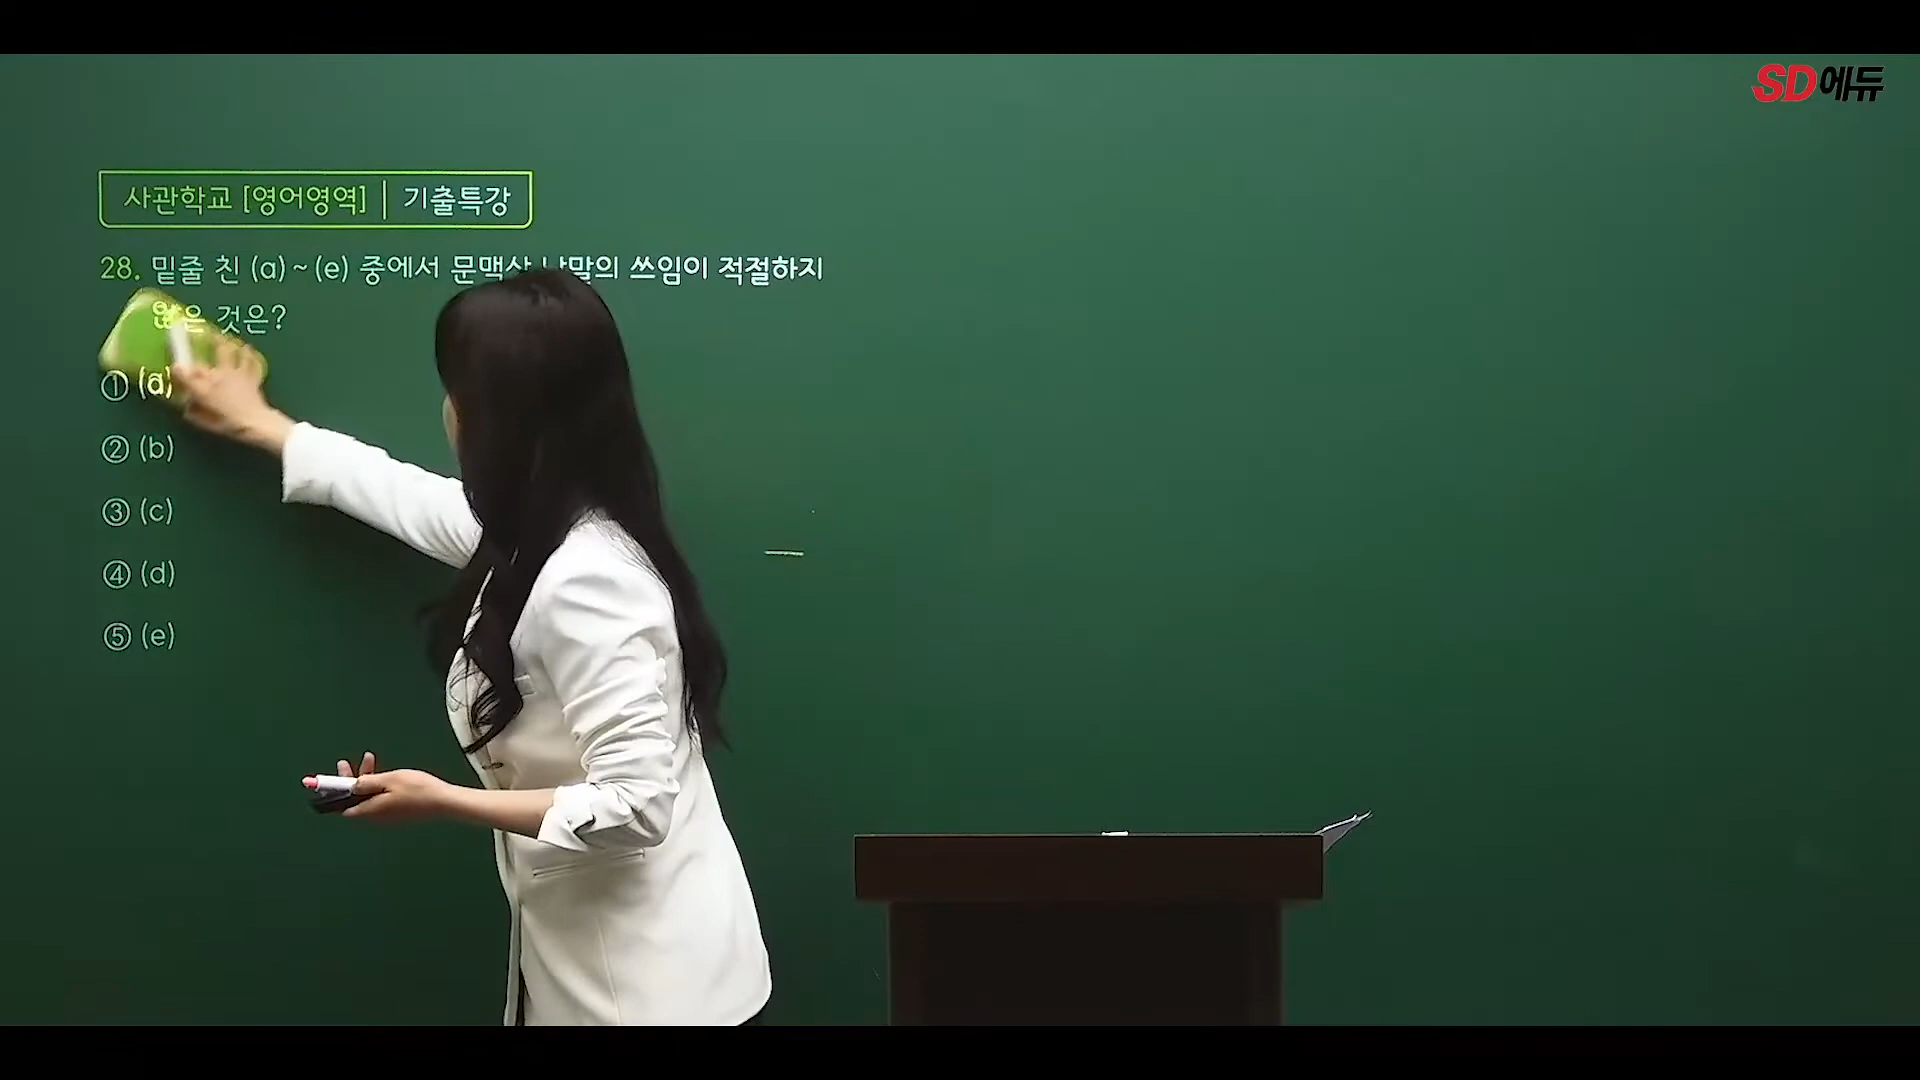 SD에듀
사관학교 [영어영역] | 기출특강
28. 밑줄 친 (a) ~ (e) 중에서 문맥상 낱말의 쓰임이 적절하지
않은 것은?
① (a)
② (b)
③ (c)
④ (d)
⑤ (e)